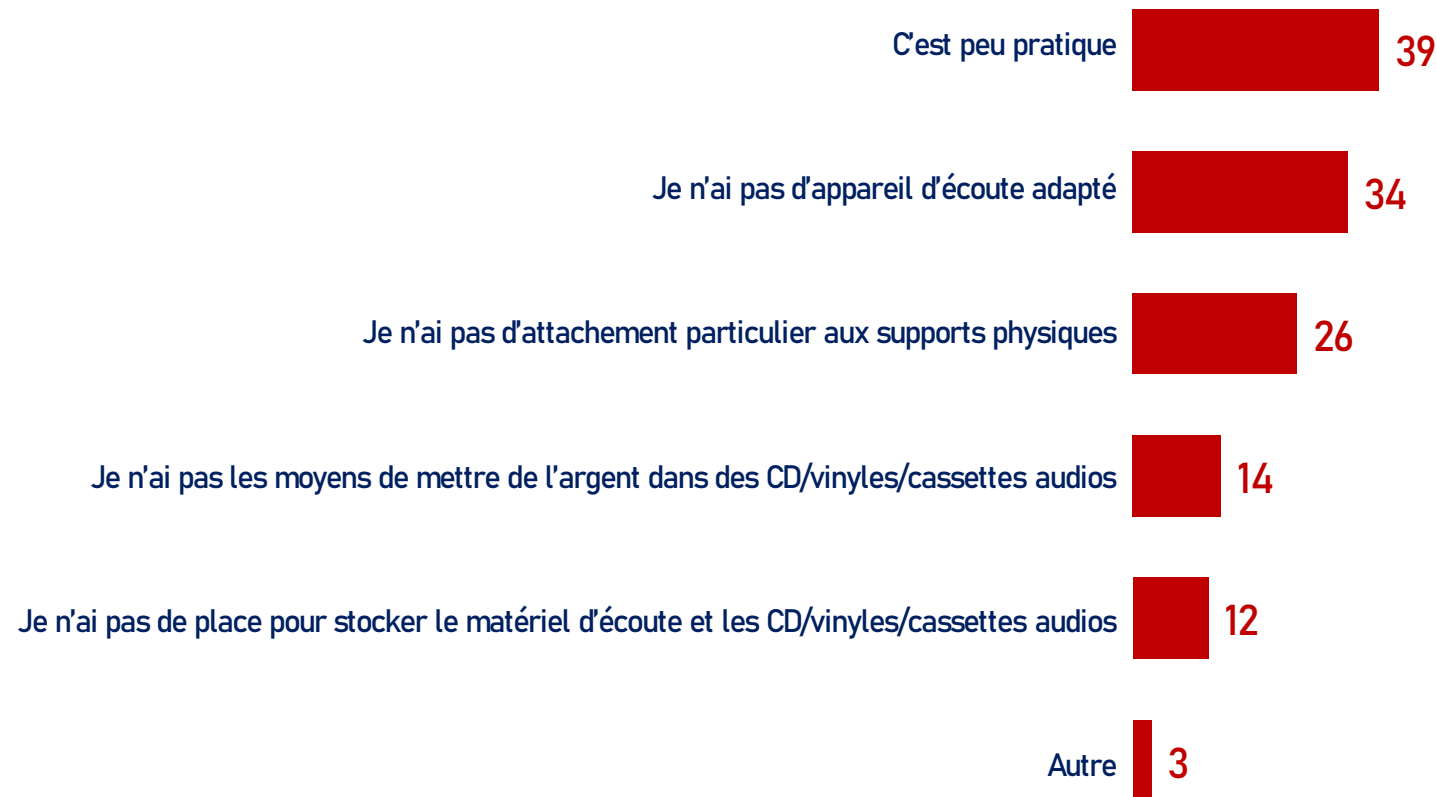 C'est peu pratique 39
Je n'ai pas d'appareil d'écoute adapté 34
Je n'ai pas d'attachement particulier aux supports physiques 26
Je n'ai pas les moyens de mettre de l'argent dans des CD/vinyles/cassettes audios 14
Je n'ai pas de place pour stocker le matériel d'écoute et les CD/vinyles/cassettes audios 12
Autre 3